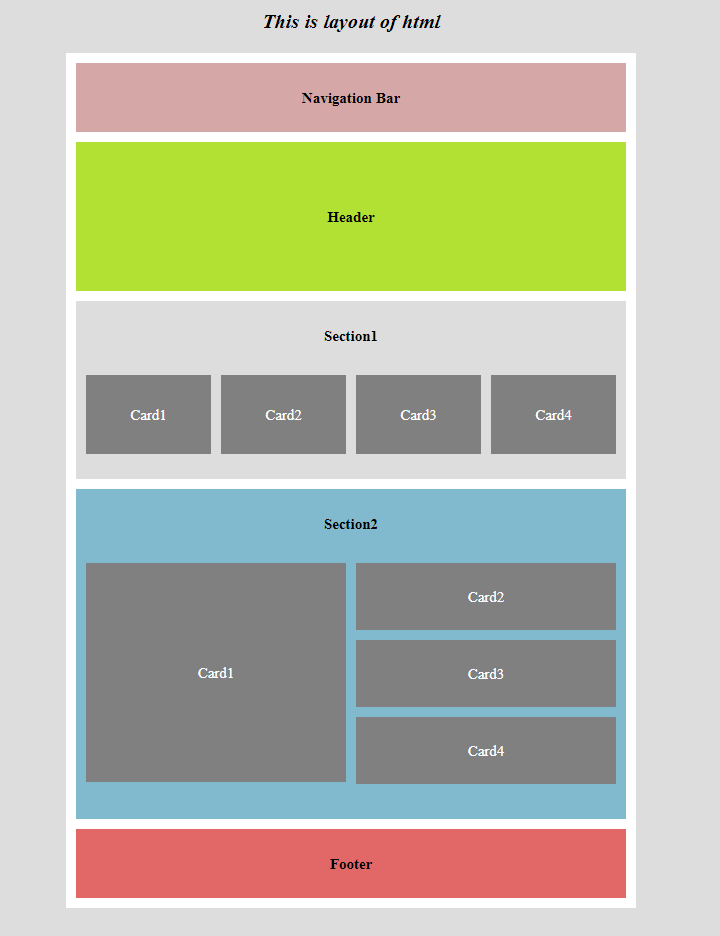 This is layout of html
Navigation Bar
Header
Section1
Card1
Card2
Card3
Card4
Section2
Card1
Card2
Card3
Card4
Footer